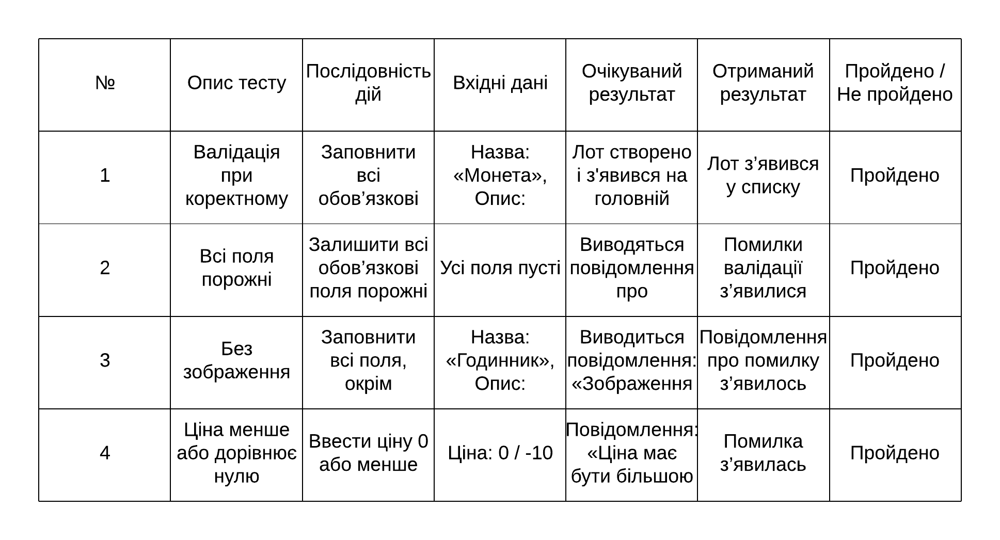 №
Опис тесту
Послідовність
дій
Вхідні дані
Очікуваний
результат
Отриманий
результат
Пройдено /
Не пройдено
1
Валідація
при
коректному
Заповнити
всі
обов’язкові
Назва:
«Монета»,
Опис:
Лот створено
і з'явився на
головній
Лот з’явився
у списку
Пройдено
2
Всі поля
порожні
Залишити всі
обов’язкові
поля порожні
Усі поля пусті
Виводяться
повідомлення
про
Помилки
валідації
з’явилися
Пройдено
3
Без
зображення
Заповнити
всі поля,
окрім
Назва:
«Годинник»,
Опис:
Виводиться
повідомлення:
«Зображення
Повідомлення
про помилку
з’явилось
Пройдено
4
Ціна менше
або дорівнює
нулю
Ввести ціну 0
або менше
Ціна: 0 / -10
Повідомлення:
«Ціна має
бути більшою
Помилка
з’явилась
Пройдено